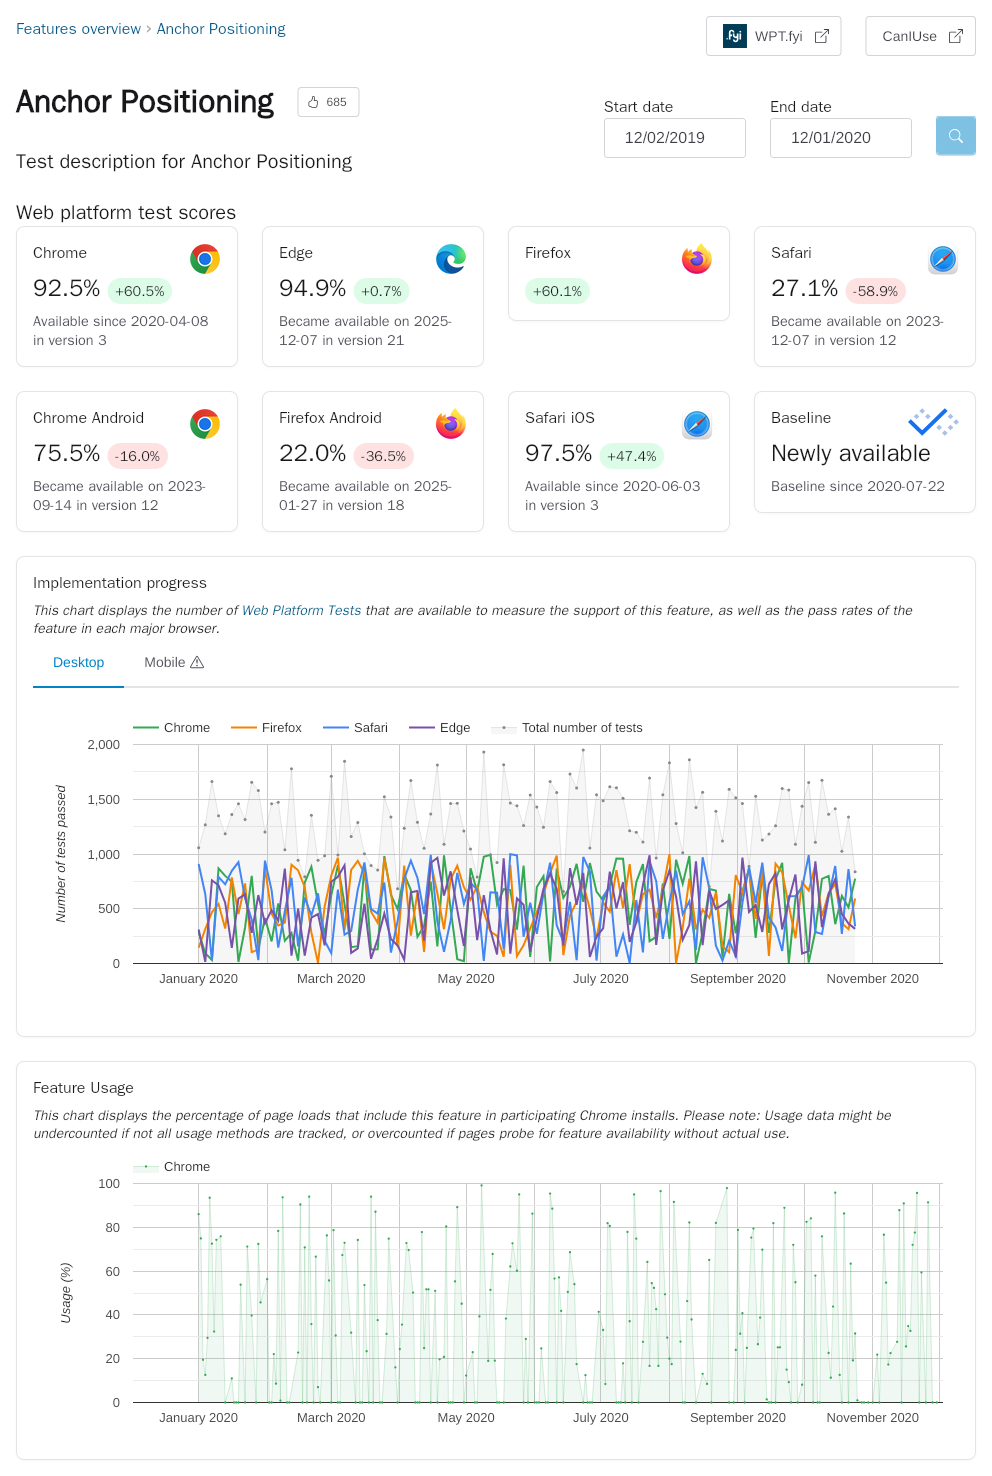 Features overview > Anchor Positioning
.fyi WPT.fyi
CanIUse
Anchor Positioning
685
Start date
End date
12/02/2019
12/01/2020
Test description for Anchor Positioning
Web platform test scores
Chrome
92.5% +60.5%
Available since 2020-04-08
in version 3
Edge
94.9% +0.7%
Became available on 2025-
12-07 in version 21
Firefox
+60.1%
Safari
27.1% -58.9%
Became available on 2023-
12-07 in version 12
Chrome Android
75.5% -16.0%
Became available on 2023-
09-14 in version 12
Firefox Android
22.0% -36.5%
Became available on 2025-
01-27 in version 18
Safari iOS
97.5% +47.4%
Available since 2020-06-03
in version 3
Baseline
Newly available
Baseline since 2020-07-22
Implementation progress
This chart displays the number of Web Platform Tests that are available to measure the support of this feature, as well as the pass rates of the
feature in each major browser.
Desktop
Mobile
Chrome Firefox Safari Edge Total number of tests
Number of tests passed
2,000
1,500
1,000
500
0
January 2020 March 2020 May 2020 July 2020 September 2020 November 2020
Feature Usage
This chart displays the percentage of page loads that include this feature in participating Chrome installs. Please note: Usage data might be
undercounted if not all usage methods are tracked, or overcounted if pages probe for feature availability without actual use.
Chrome
Usage (%)
100
80
60
40
20
0
January 2020 March 2020 May 2020 July 2020 September 2020 November 2020